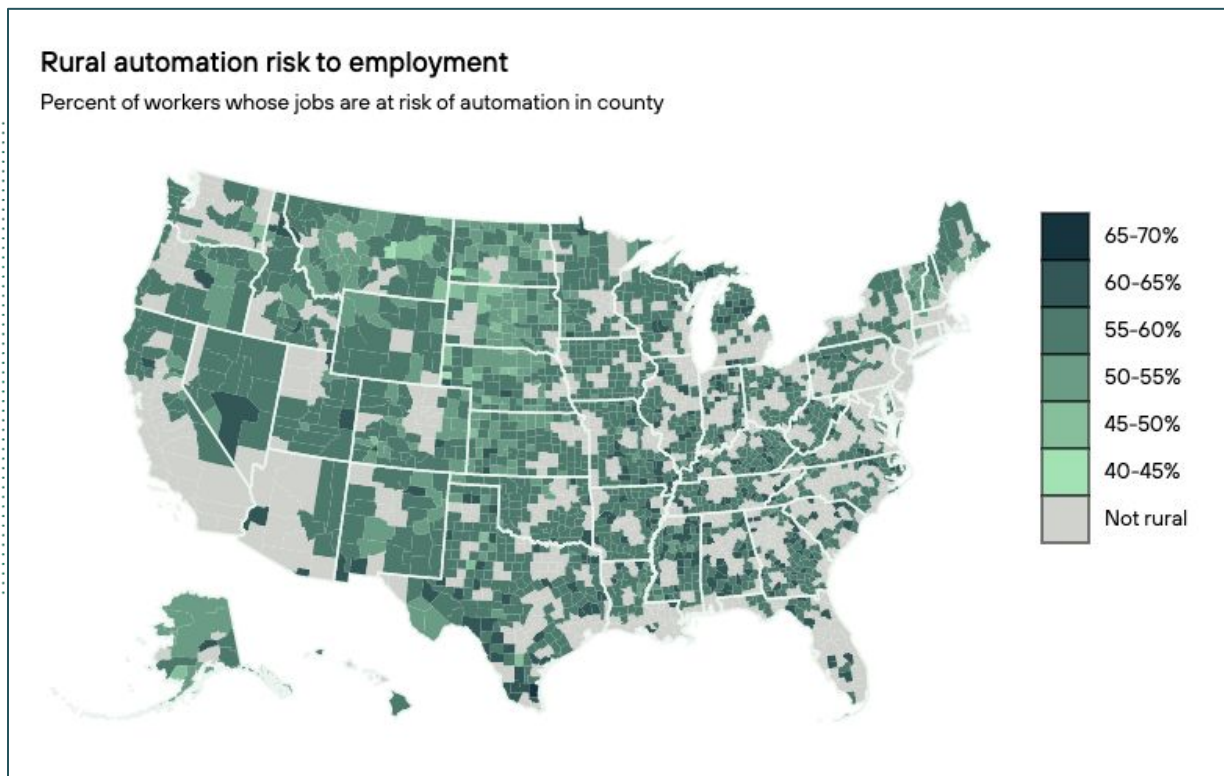 Rural automation risk to employment
Percent of workers whose jobs are at risk of automation in county
65-70%
60-65%
55-60%
50-55%
45-50%
40-45%
Not rural